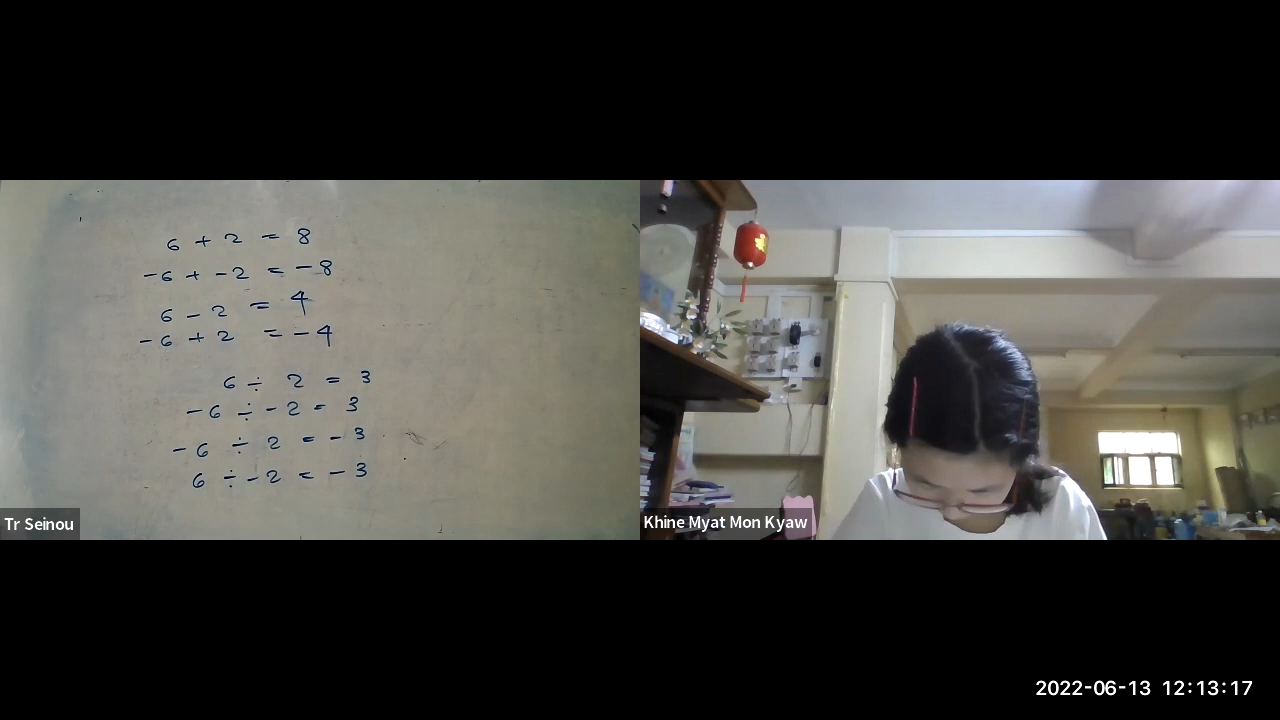 6 + 2 = 8
-6 + -2 = -8
6 - 2 = 4
-6 + 2 = -4
6 ÷ 2 = 3
-6 ÷ -2 = 3
-6 ÷ 2 = -3
6 ÷ -2 = -3
Tr Seinou
Khine Myat Mon Kyaw
2022-06-13 12:13:17